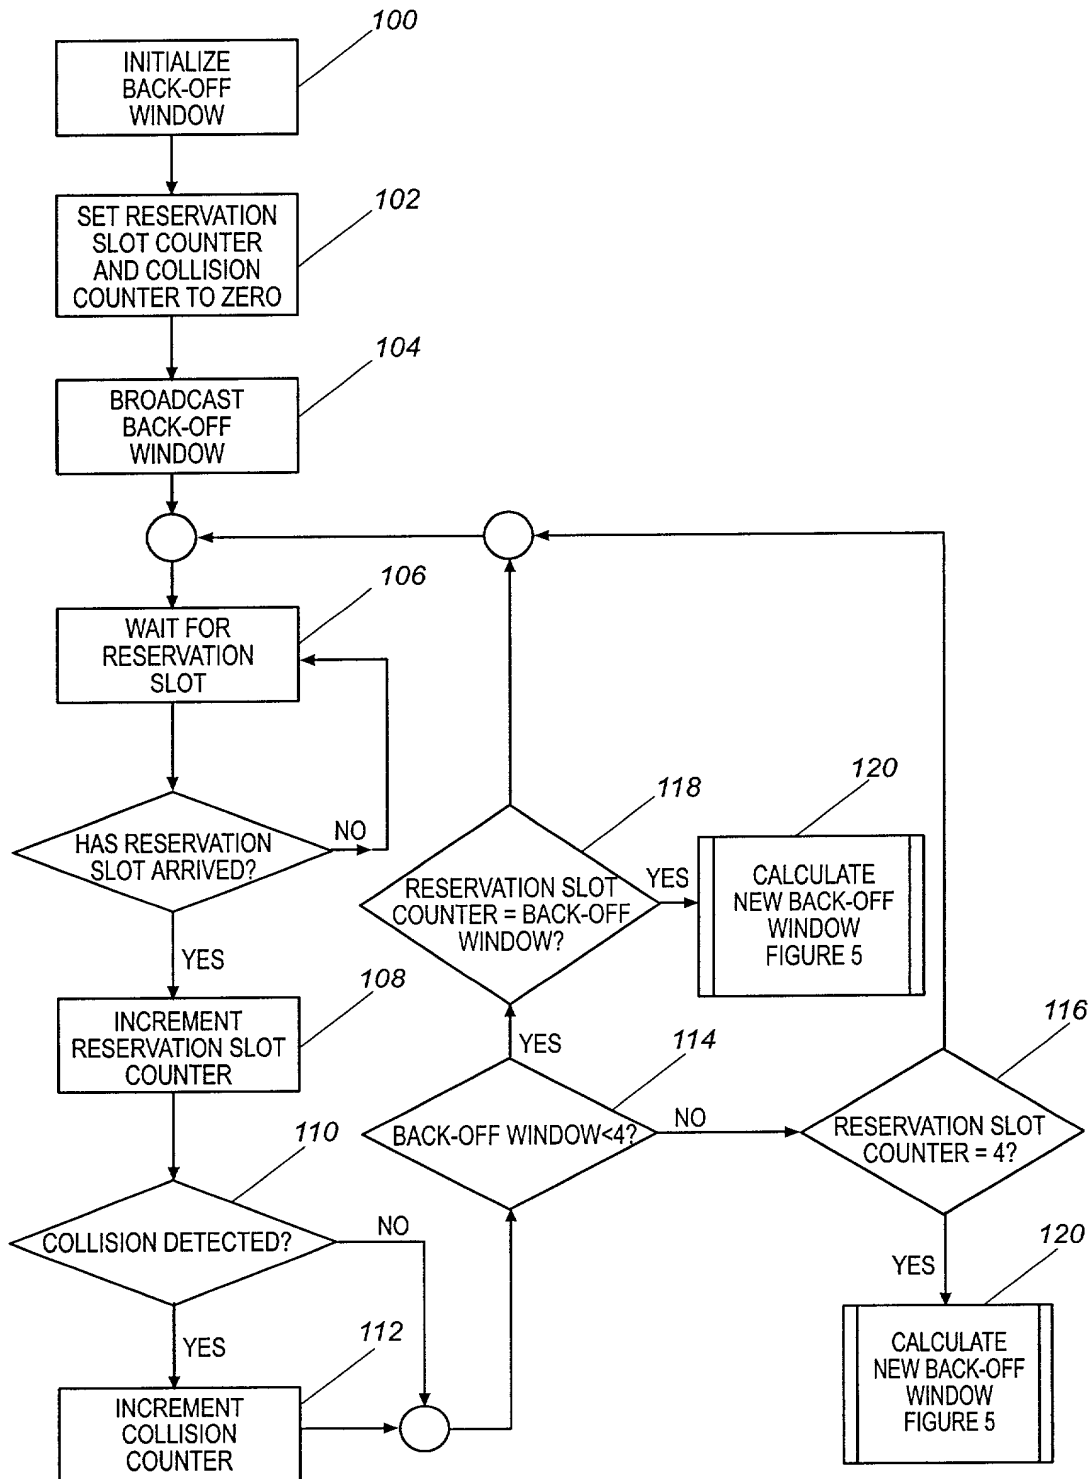 100
INITIALIZE
BACK-OFF
WINDOW
102
SET RESERVATION
SLOT COUNTER
AND COLLISION
COUNTER TO ZERO
104
BROADCAST
BACK-OFF
WINDOW
106
WAIT FOR
RESERVATION
SLOT
HAS RESERVATION
SLOT ARRIVED?
NO
YES
108
INCREMENT
RESERVATION SLOT
COUNTER
110
COLLISION DETECTED?
NO
YES
112
INCREMENT
COLLISION
COUNTER
114
BACK-OFF WINDOW<4?
YES
NO
118
RESERVATION SLOT
COUNTER = BACK-OFF
WINDOW?
YES
120
CALCULATE
NEW BACK-OFF
WINDOW
FIGURE 5
116
RESERVATION SLOT
COUNTER = 4?
YES
120
CALCULATE
NEW BACK-OFF
WINDOW
FIGURE 5